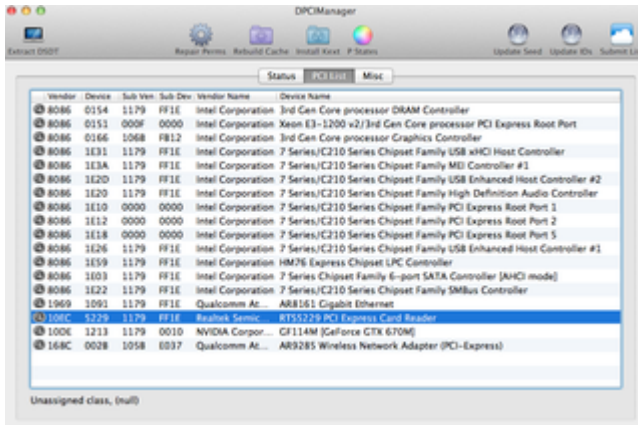 DPCIManager
Extract DSDT Repair Perms Rebuild Cache Install Kext P States Update Seed Update IDs Submit
Status PCI List Misc
Vendor Device Sub Ven Sub Dev Vendor Name Device Name
8086 0154 1179 FF1E Intel Corporation 3rd Gen Core processor DRAM Controller
8086 0151 000F 0000 Intel Corporation Xeon E3-1200 v2/3rd Gen Core processor PCI Express Root Port
8086 0166 1068 FB12 Intel Corporation 3rd Gen Core processor Graphics Controller
8086 1E31 1179 FF1E Intel Corporation 7 Series/C210 Series Chipset Family USB xHCI Host Controller
8086 1E3A 1179 FF1E Intel Corporation 7 Series/C210 Series Chipset Family MEI Controller #1
8086 1E2D 1179 FF1E Intel Corporation 7 Series/C210 Series Chipset Family USB Enhanced Host Controller #2
8086 1E20 1179 FF1E Intel Corporation 7 Series/C210 Series Chipset Family High Definition Audio Controller
8086 1E10 0000 0000 Intel Corporation 7 Series/C210 Series Chipset Family PCI Express Root Port 1
8086 1E12 0000 0000 Intel Corporation 7 Series/C210 Series Chipset Family PCI Express Root Port 2
8086 1E18 0000 0000 Intel Corporation 7 Series/C210 Series Chipset Family PCI Express Root Port 5
8086 1E26 1179 FF1E Intel Corporation 7 Series/C210 Series Chipset Family USB Enhanced Host Controller #1
8086 1E59 1179 FF1E Intel Corporation HM76 Express Chipset LPC Controller
8086 1E03 1179 FF1E Intel Corporation 7 Series Chipset Family 6-port SATA Controller [AHCI mode]
8086 1E22 1179 FF1E Intel Corporation 7 Series/C210 Series Chipset Family SMBus Controller
1969 1091 1179 FF1E Qualcomm At... AR8161 Gigabit Ethernet
10EC 5229 1179 FF1E Realtek Semic... RTS5229 PCI Express Card Reader
10DE 1213 1179 0010 NVIDIA Corpor... GF114M [GeForce GTX 670M]
168C 0028 1058 E037 Qualcomm At... AR9285 Wireless Network Adapter (PCI-Express)
Unassigned class, (null)